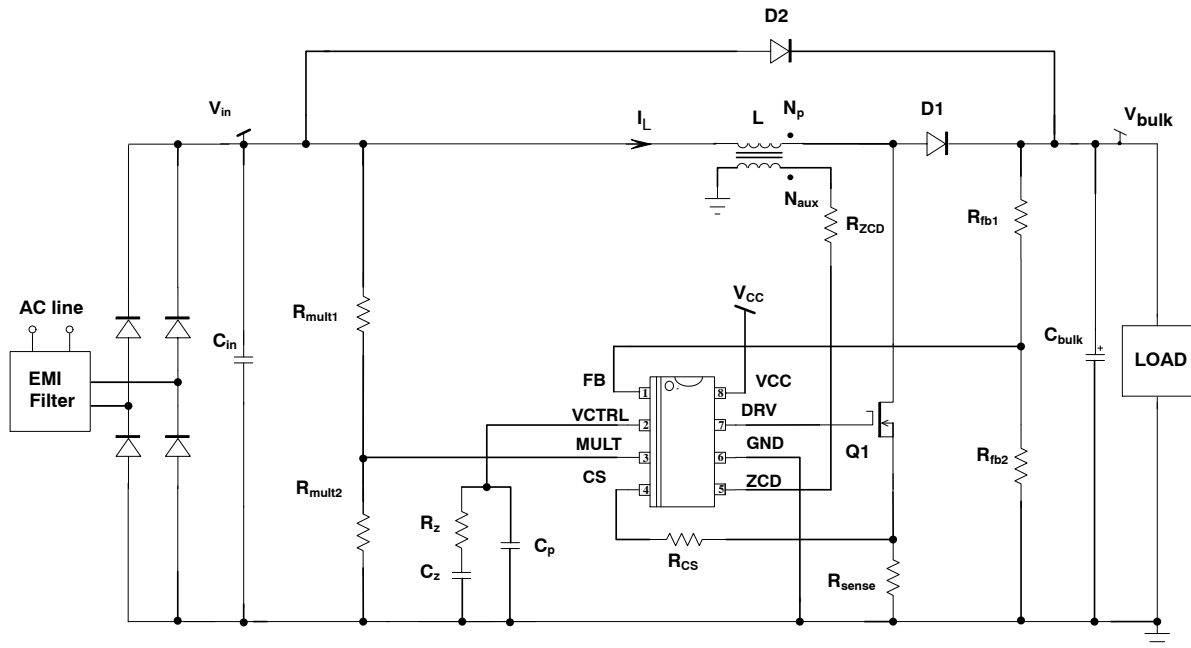 D2
V_in
I_L
L
N_p
D1
V_bulk
N_aux
R_ZCD
R_fb1
AC line
R_mult1
C_in
V_CC
C_bulk
+
LOAD
EMI
Filter
FB
1
8
VCC
VCTRL
2
7
DRV
MULT
3
6
GND
Q1
CS
4
5
ZCD
R_fb2
R_mult2
R_z
C_p
C_z
R_CS
R_sense